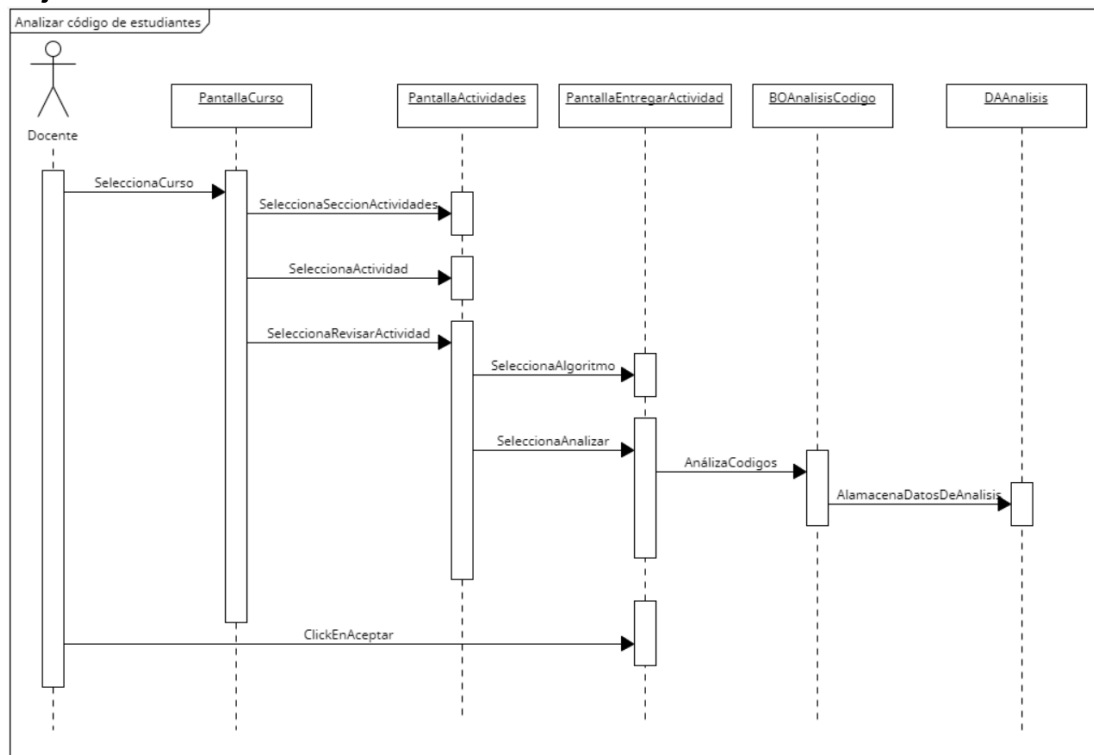 Analizar código de estudiantes
Docente
PantallaCurso
PantallaActividades
PantallaEntregarActividad
BOAnalisisCodigo
DAAnalisis
SeleccionaCurso
SeleccionaSeccionActividades
SeleccionaActividad
SeleccionaRevisarActividad
SeleccionaAlgoritmo
SeleccionaAnalizar
AnálizaCodigos
AlamacenaDatosDeAnalisis
ClickEnAceptar